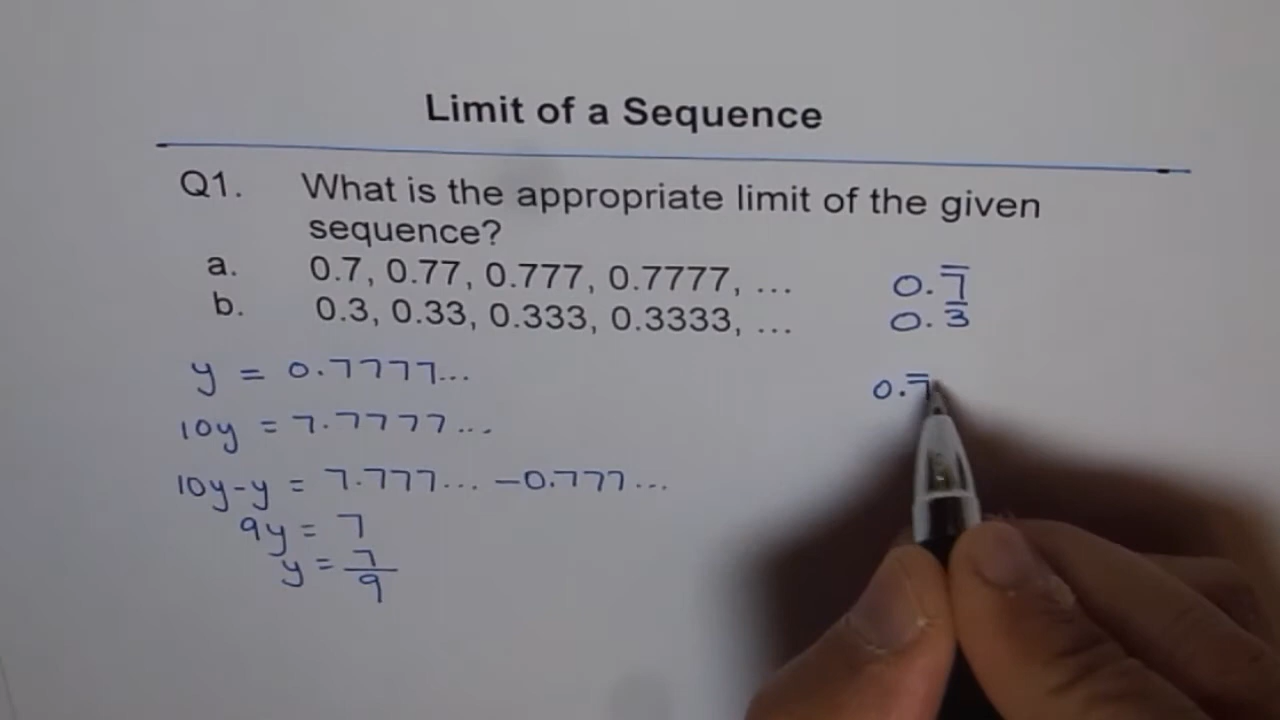 Limit of a Sequence
Q1. What is the appropriate limit of the given
sequence?
a. 0.7, 0.77, 0.777, 0.7777, ... 0.7̅
b. 0.3, 0.33, 0.333, 0.3333, ... 0.3̅
y = 0.7777... 0.7̅
10y = 7.7777...
10y-y = 7.777... -0.777...
9y = 7
y = 7/9